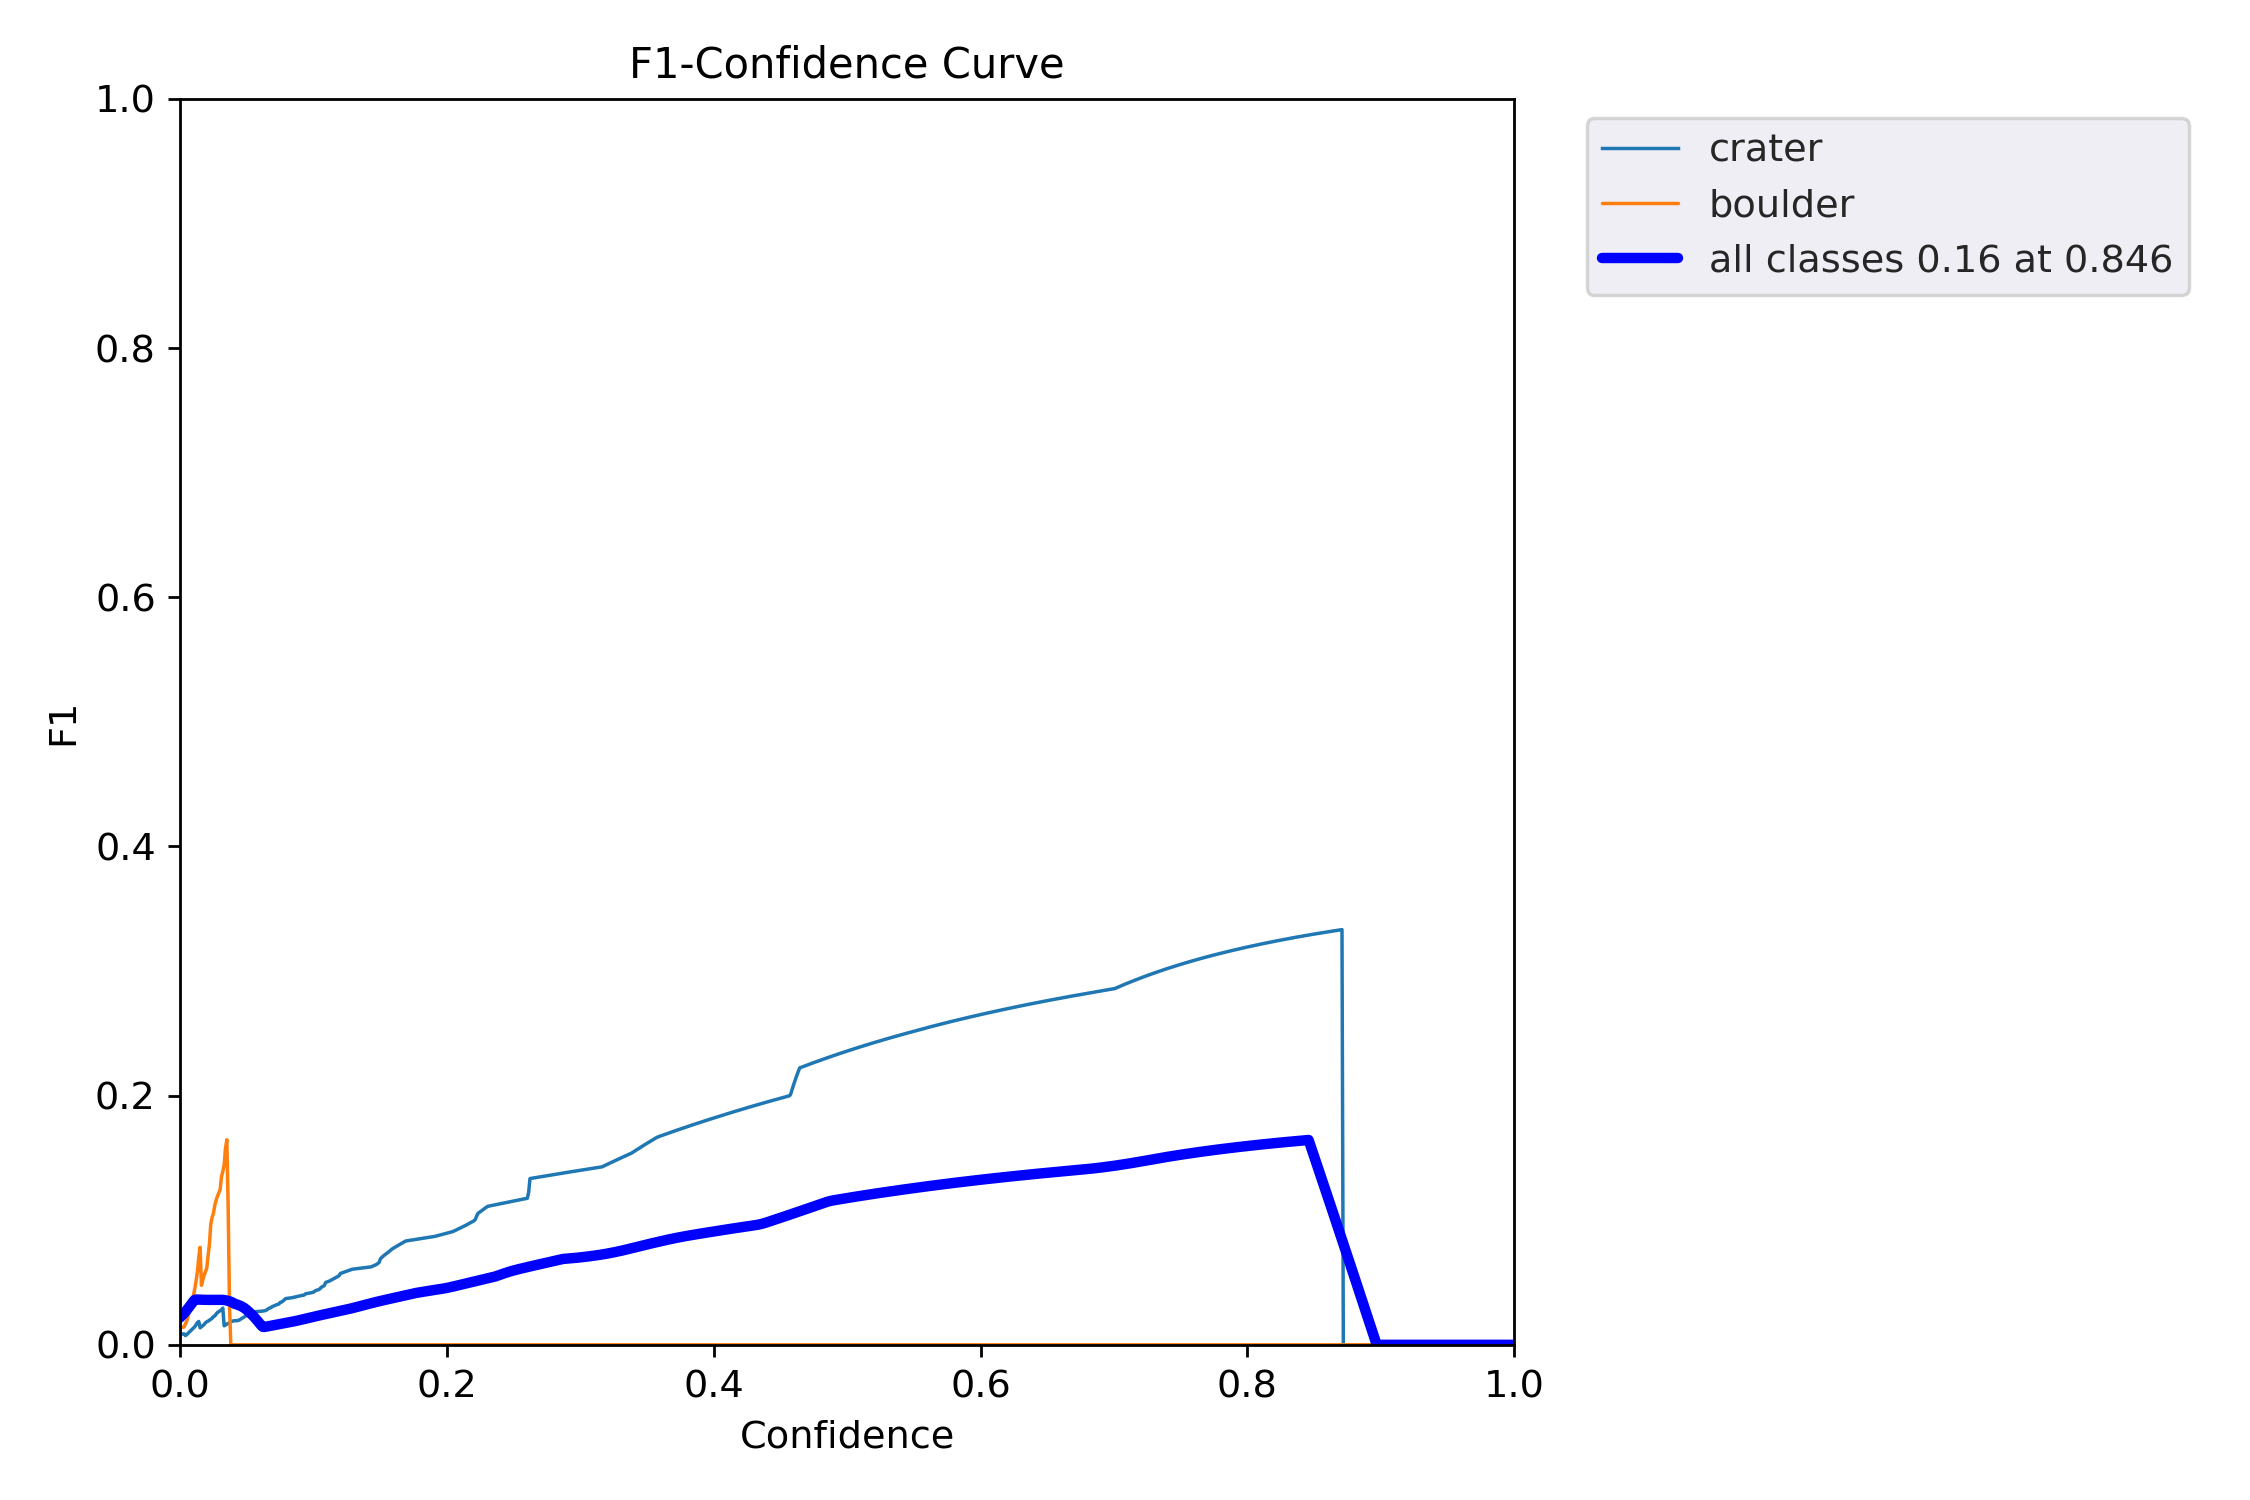 F1-Confidence Curve
1.0
0.8
0.6
0.4
0.2
0.0
F1
0.0 0.2 0.4 0.6 0.8 1.0
Confidence
crater
boulder
all classes 0.16 at 0.846